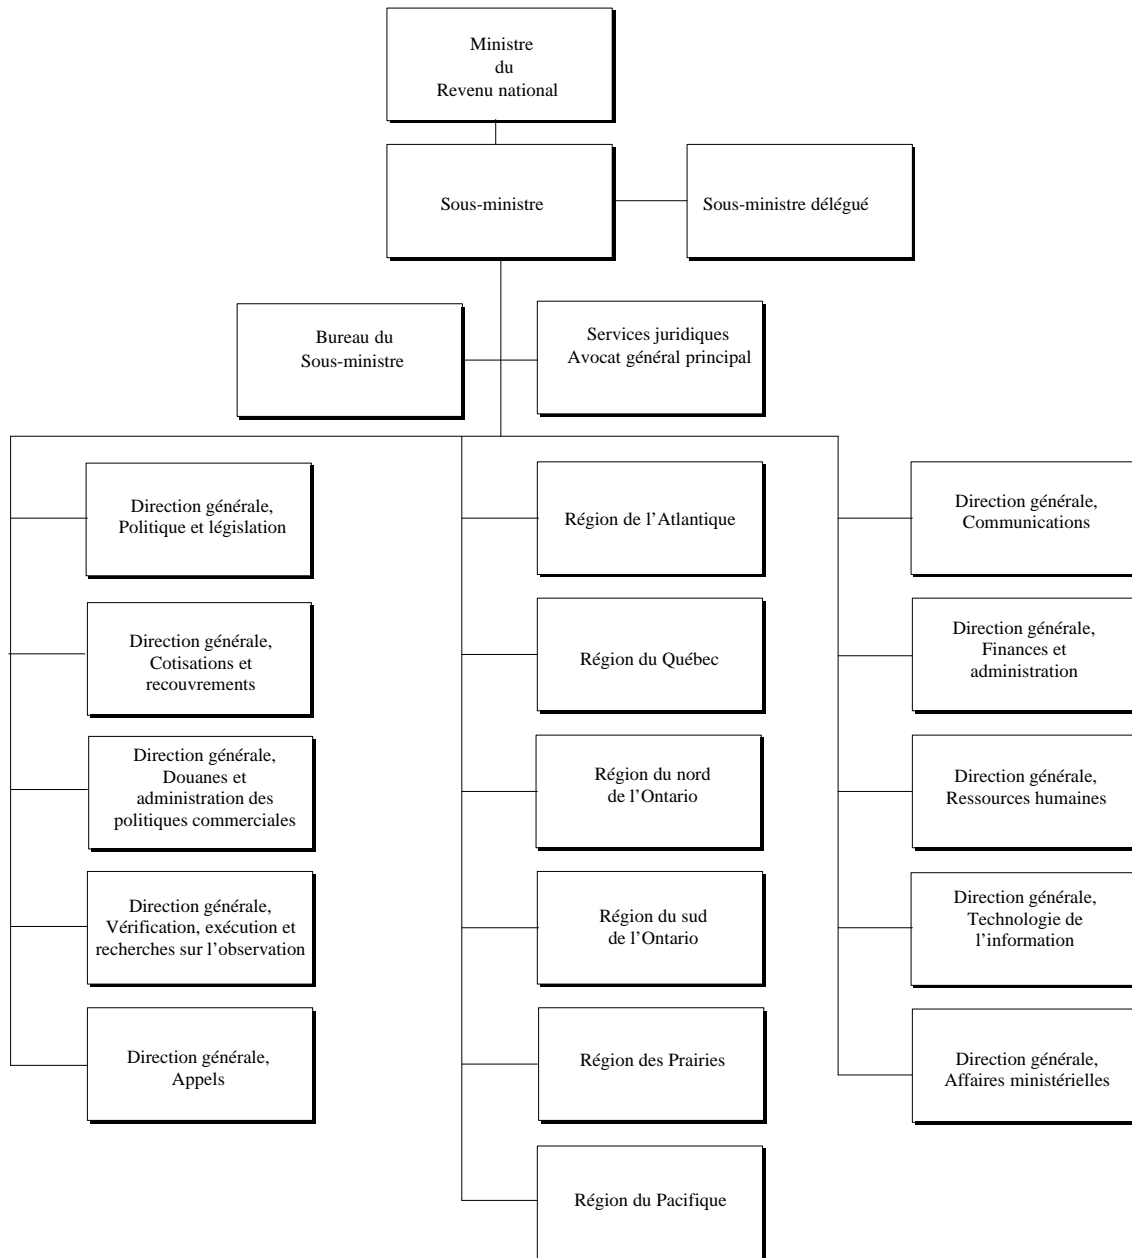 Ministre
du
Revenu national
Sous-ministre
Sous-ministre délégué
Bureau du
Sous-ministre
Services juridiques
Avocat général principal
Direction générale,
Politique et législation
Direction générale,
Cotisations et
recouvrements
Direction générale,
Douanes et
administration des
politiques commerciales
Direction générale,
Vérification, exécution et
recherches sur l’observation
Direction générale,
Appels
Région de l’Atlantique
Région du Québec
Région du nord
de l’Ontario
Région du sud
de l’Ontario
Région des Prairies
Région du Pacifique
Direction générale,
Communications
Direction générale,
Finances et
administration
Direction générale,
Ressources humaines
Direction générale,
Technologie de
l’information
Direction générale,
Affaires ministérielles